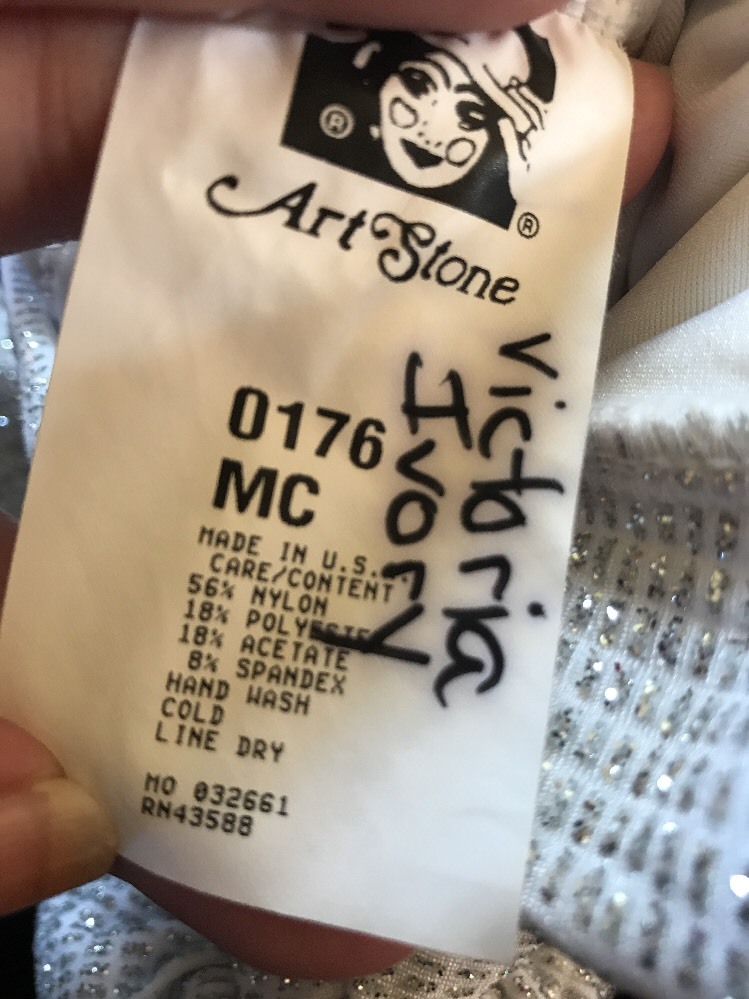 ®
Art Stone
®
0176
MC
MADE IN U.S.
CARE/CONTENT
56% NYLON
18% POLYESTE
18% ACETATE
8% SPANDEX
HAND WASH
COLD
LINE DRY
MO 032661
RN43588
Victoria
Ivory